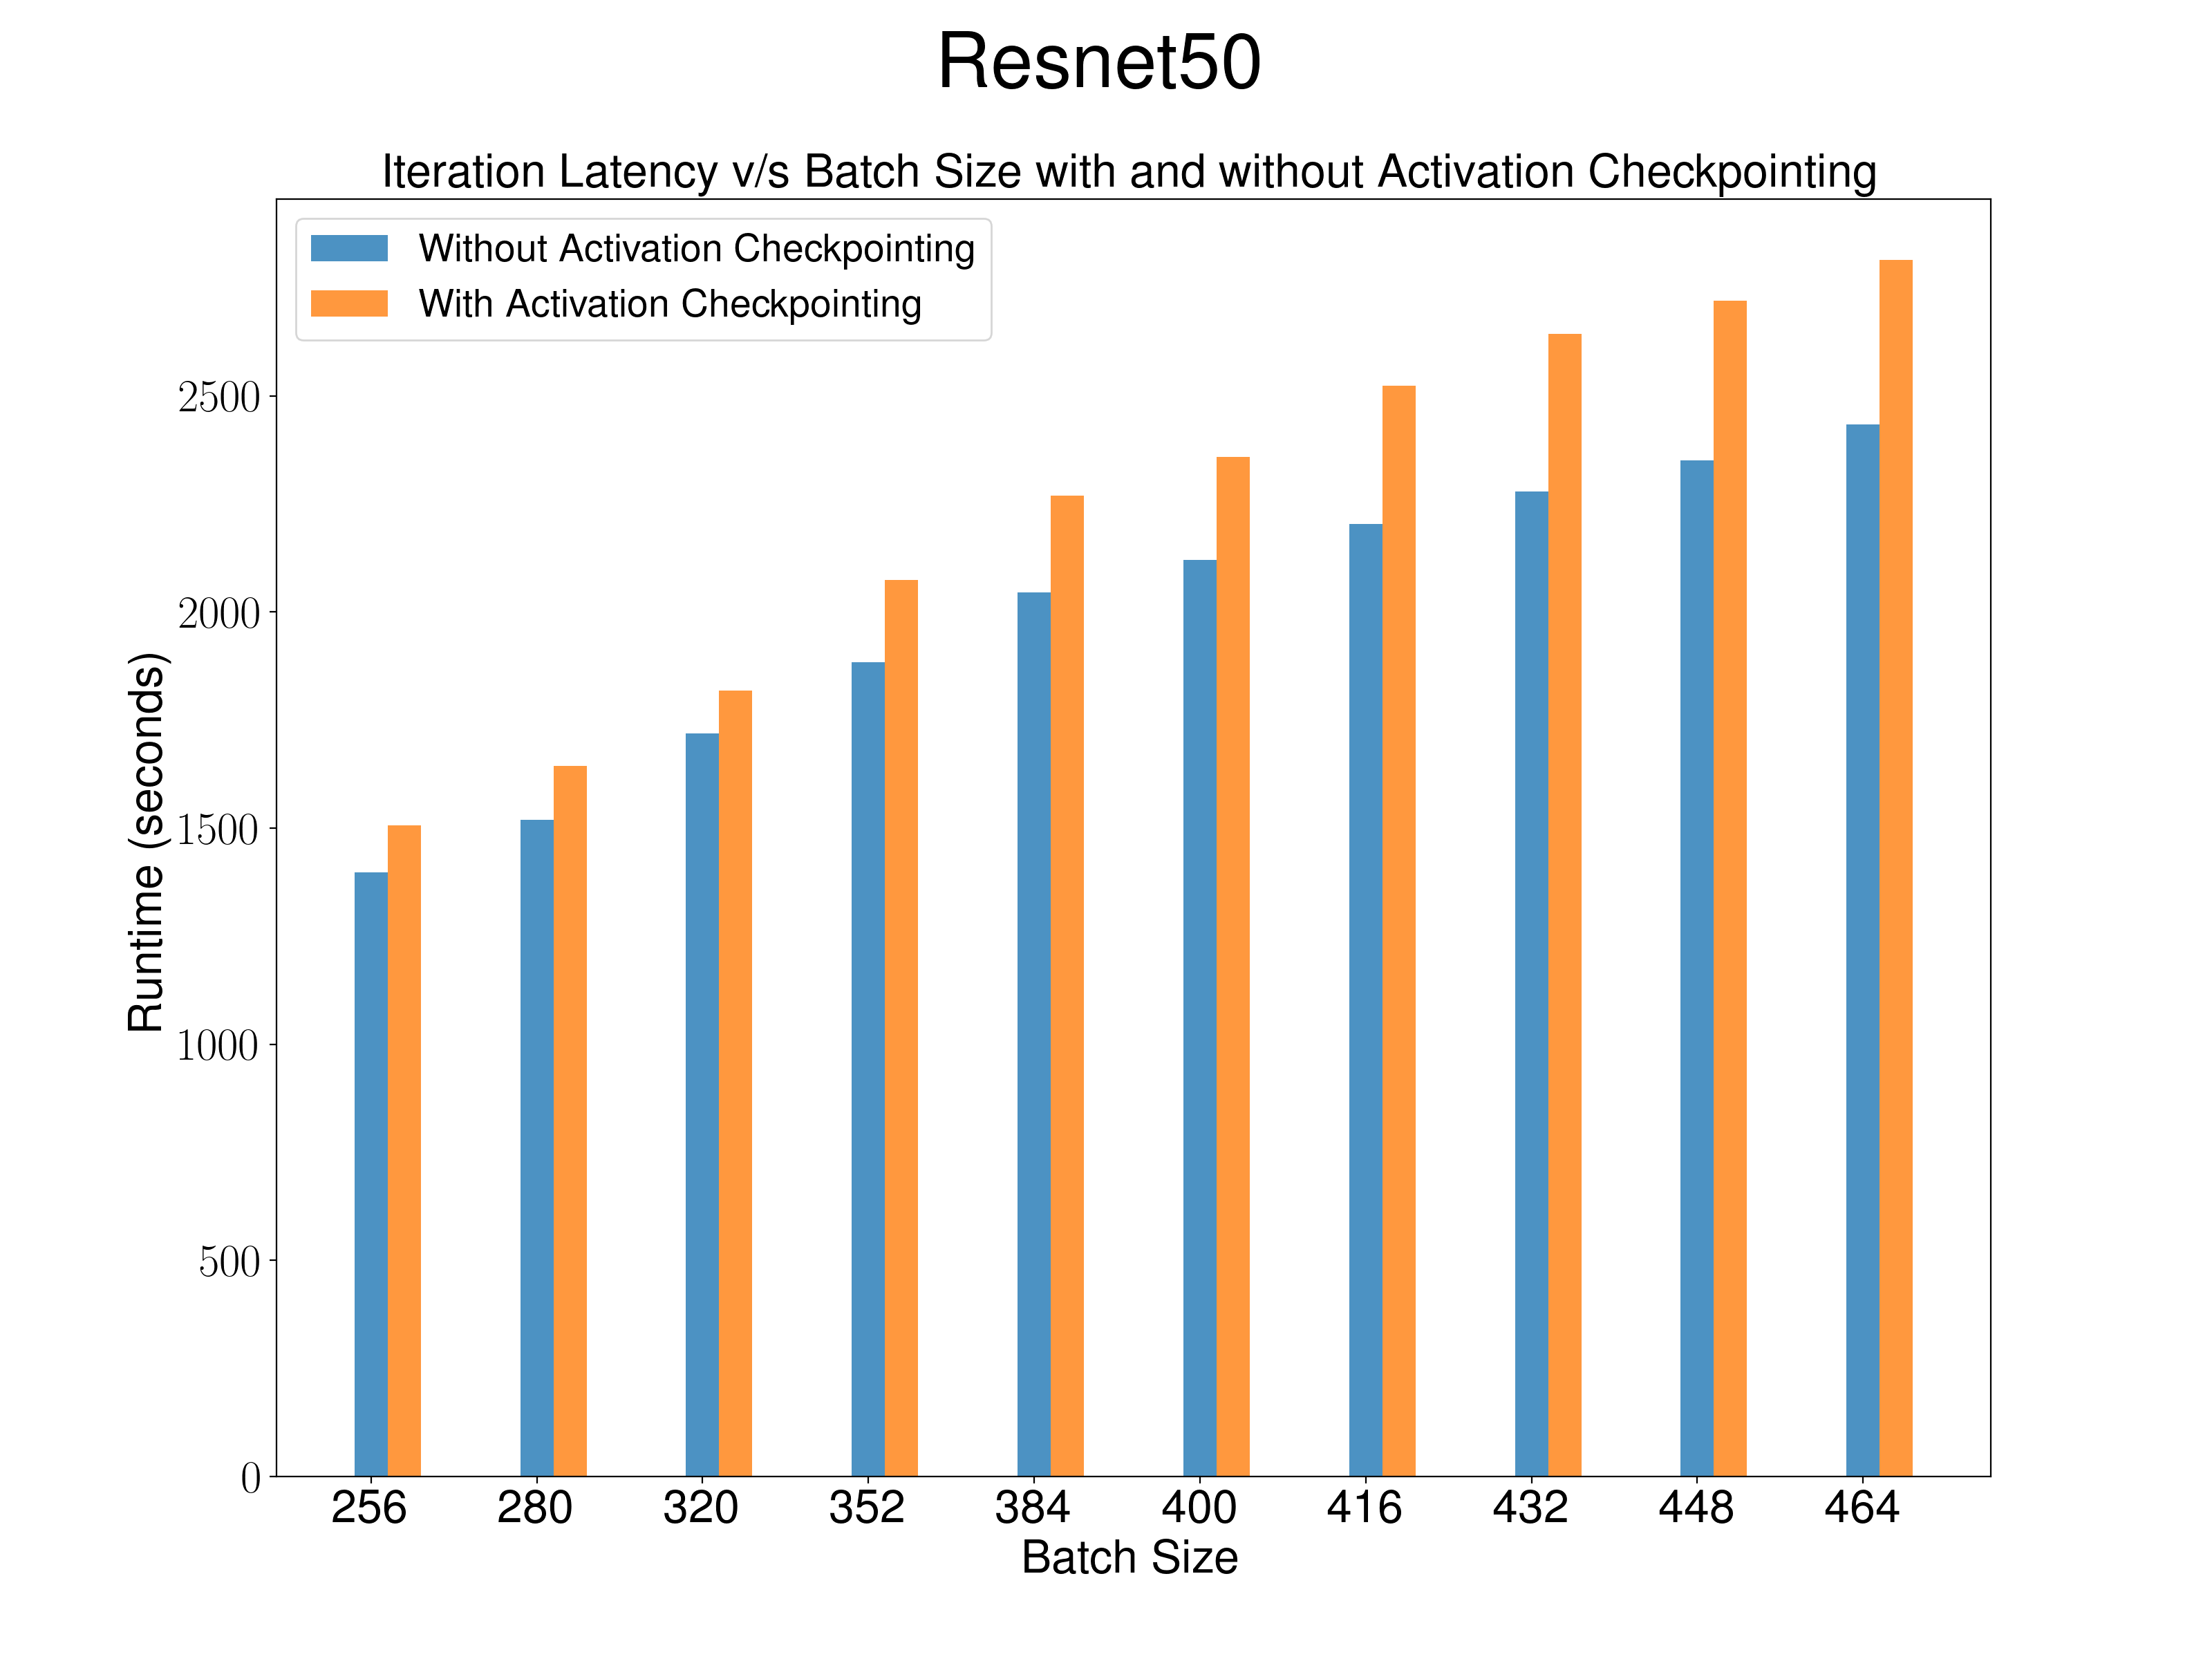 Resnet50
Iteration Latency v/s Batch Size with and without Activation Checkpointing
Without Activation Checkpointing
With Activation Checkpointing
2500
2000
1500
1000
500
0
Runtime (seconds)
256 280 320 352 384 400 416 432 448 464
Batch Size